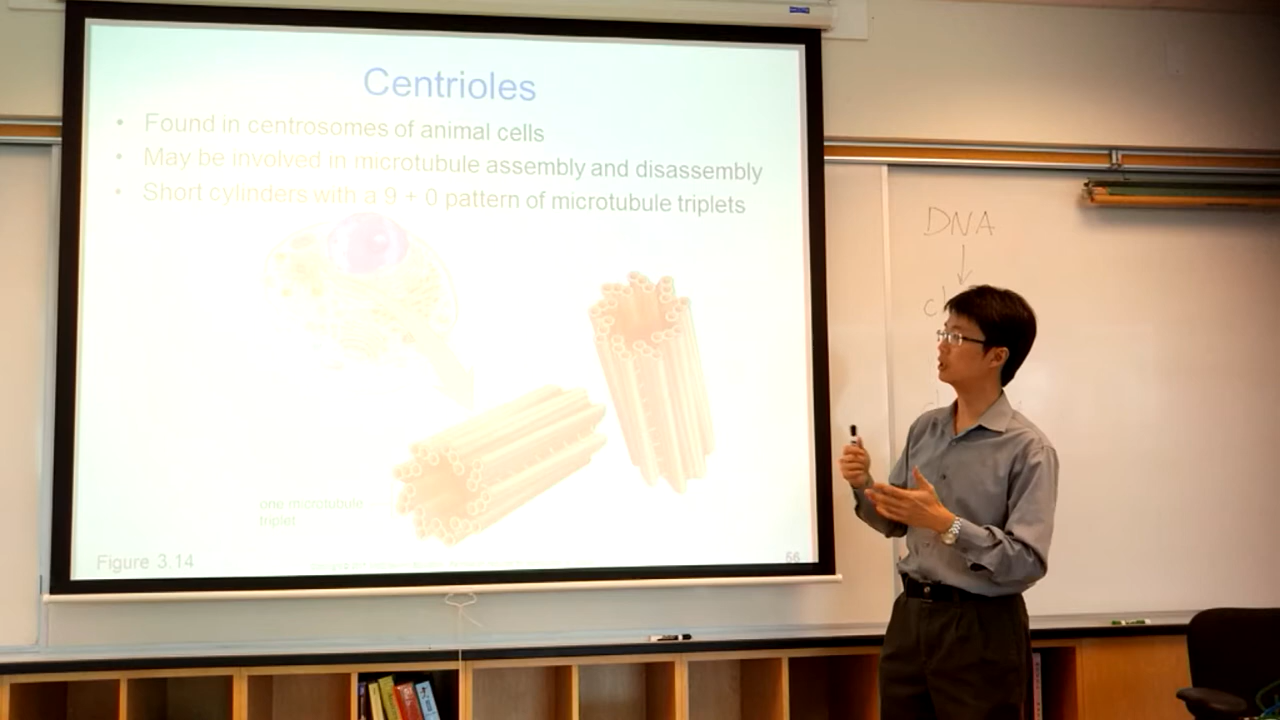 Centrioles
• Found in centrosomes of animal cells
• May be involved in microtubule assembly and disassembly
• Short cylinders with a 9 + 0 pattern of microtubule triplets
one microtubule
triplet
Figure 3.14
56
DNA